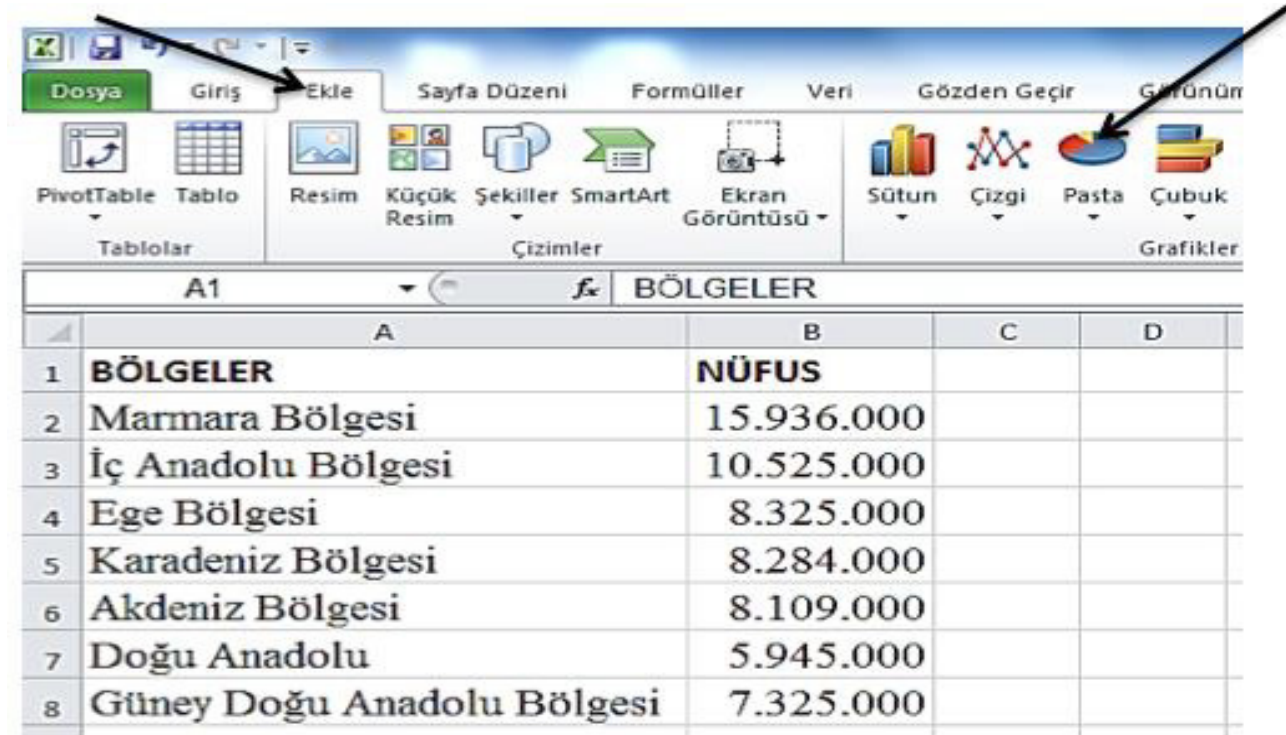 Dosya Giriş Ekle Sayfa Düzeni Formüller Veri Gözden Geçir Görünüm
PivotTable Tablo Resim Küçük Resim Şekiller SmartArt Ekran Görüntüsü Sütun Çizgi Pasta Çubuk
Tablolar Çizimler Grafikler
A1 fx BÖLGELER
A B C D
1 BÖLGELER NÜFUS
2 Marmara Bölgesi 15.936.000
3 İç Anadolu Bölgesi 10.525.000
4 Ege Bölgesi 8.325.000
5 Karadeniz Bölgesi 8.284.000
6 Akdeniz Bölgesi 8.109.000
7 Doğu Anadolu 5.945.000
8 Güney Doğu Anadolu Bölgesi 7.325.000